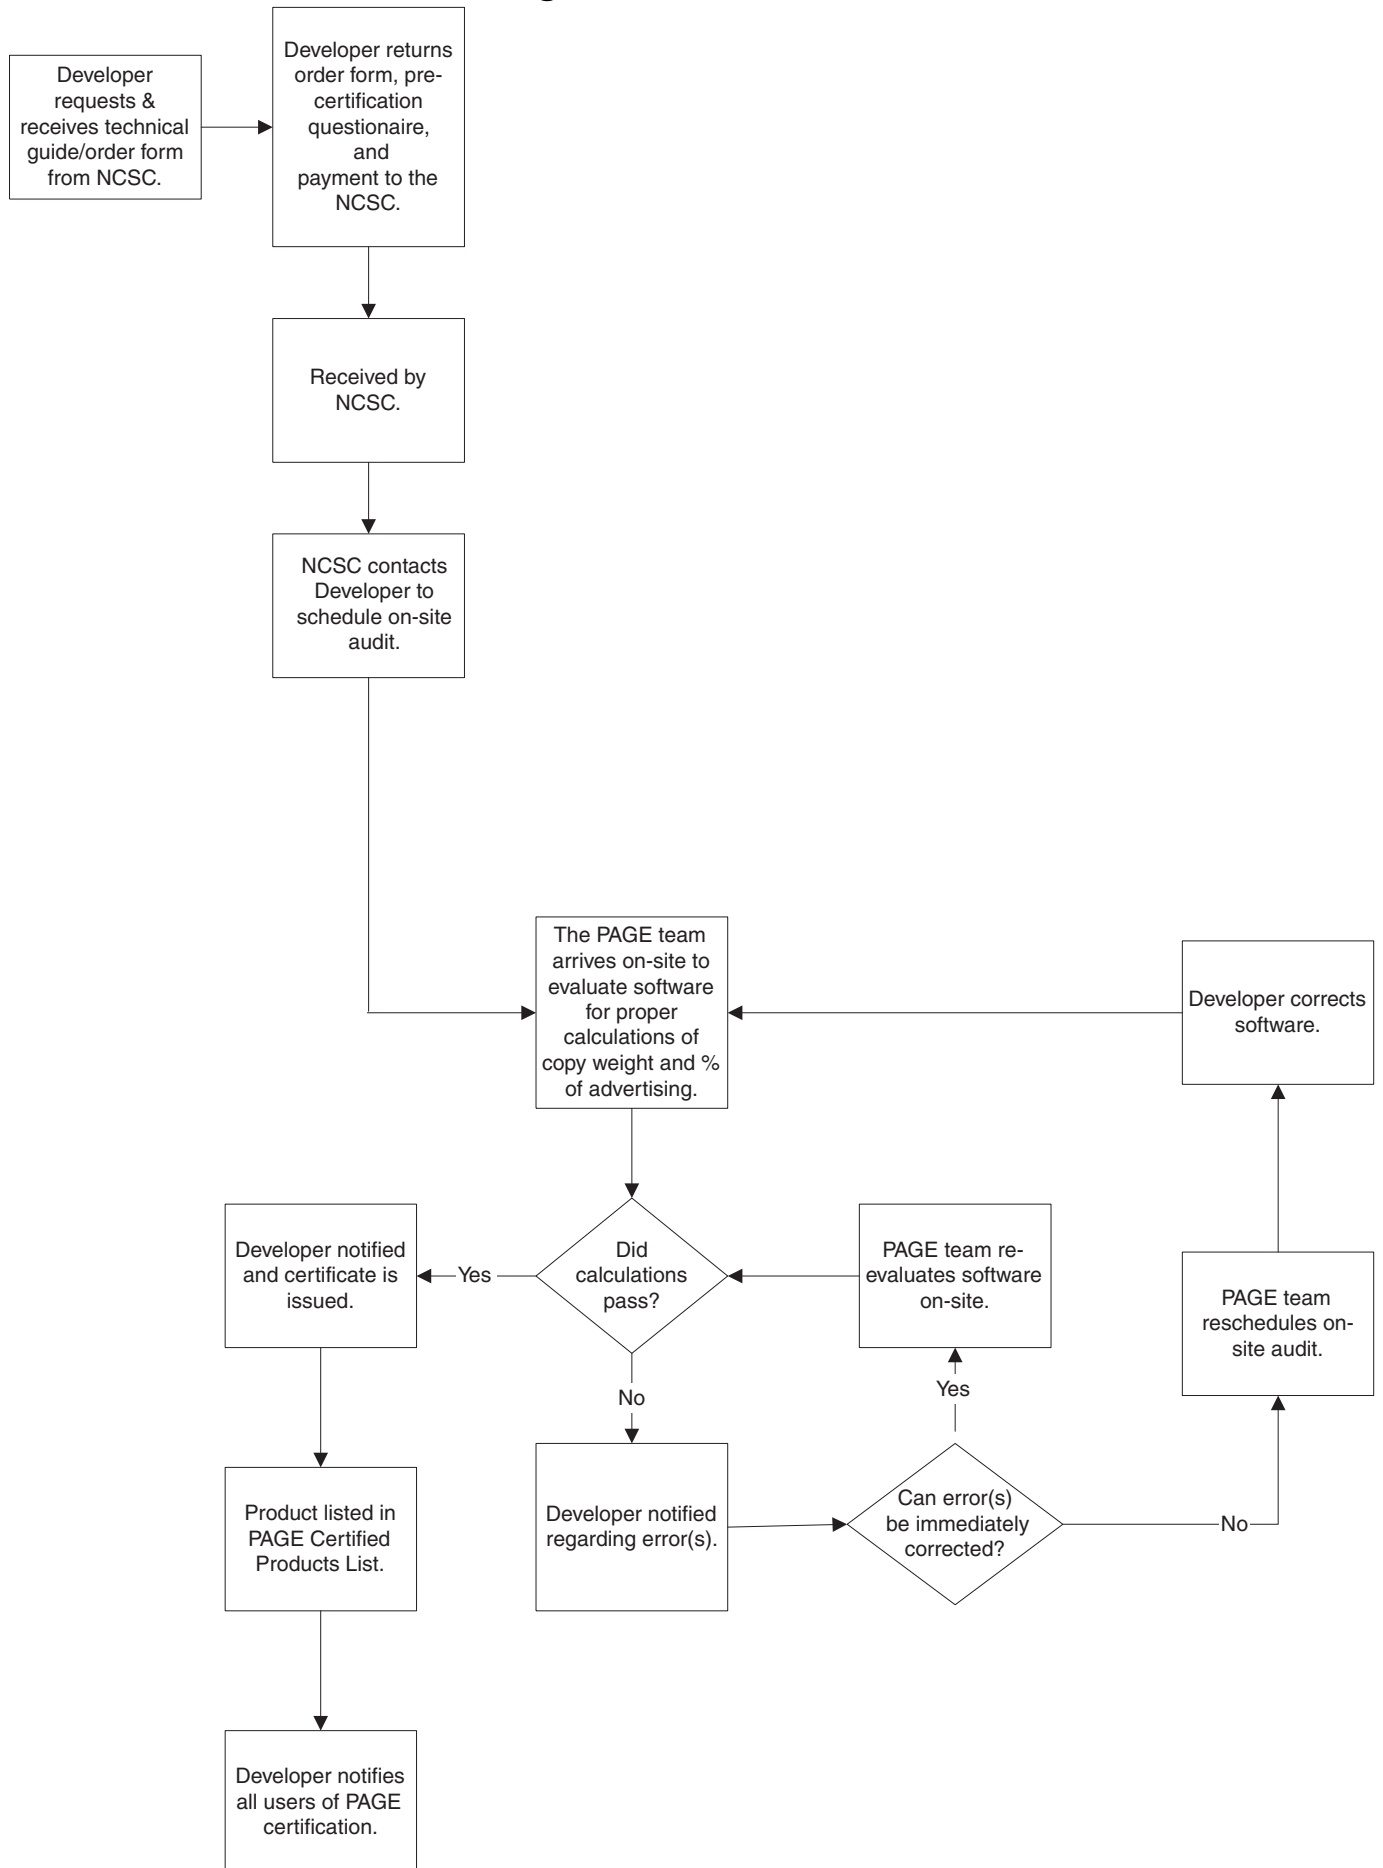 Developer
requests &
receives technical
guide/order form
from NCSC.
Developer returns
order form, pre-
certification
questionaire,
and
payment to the
NCSC.
Received by
NCSC.
NCSC contacts
Developer to
schedule on-site
audit.
The PAGE team
arrives on-site to
evaluate software
for proper
calculations of
copy weight and %
of advertising.
Developer corrects
software.
Developer notified
and certificate is
issued.
Yes
Did
calculations
pass?
PAGE team re-
evaluates software
on-site.
PAGE team
reschedules on-
site audit.
No
Yes
Product listed in
PAGE Certified
Products List.
Developer notified
regarding error(s).
Can error(s)
be immediately
corrected?
No
Developer notifies
all users of PAGE
certification.